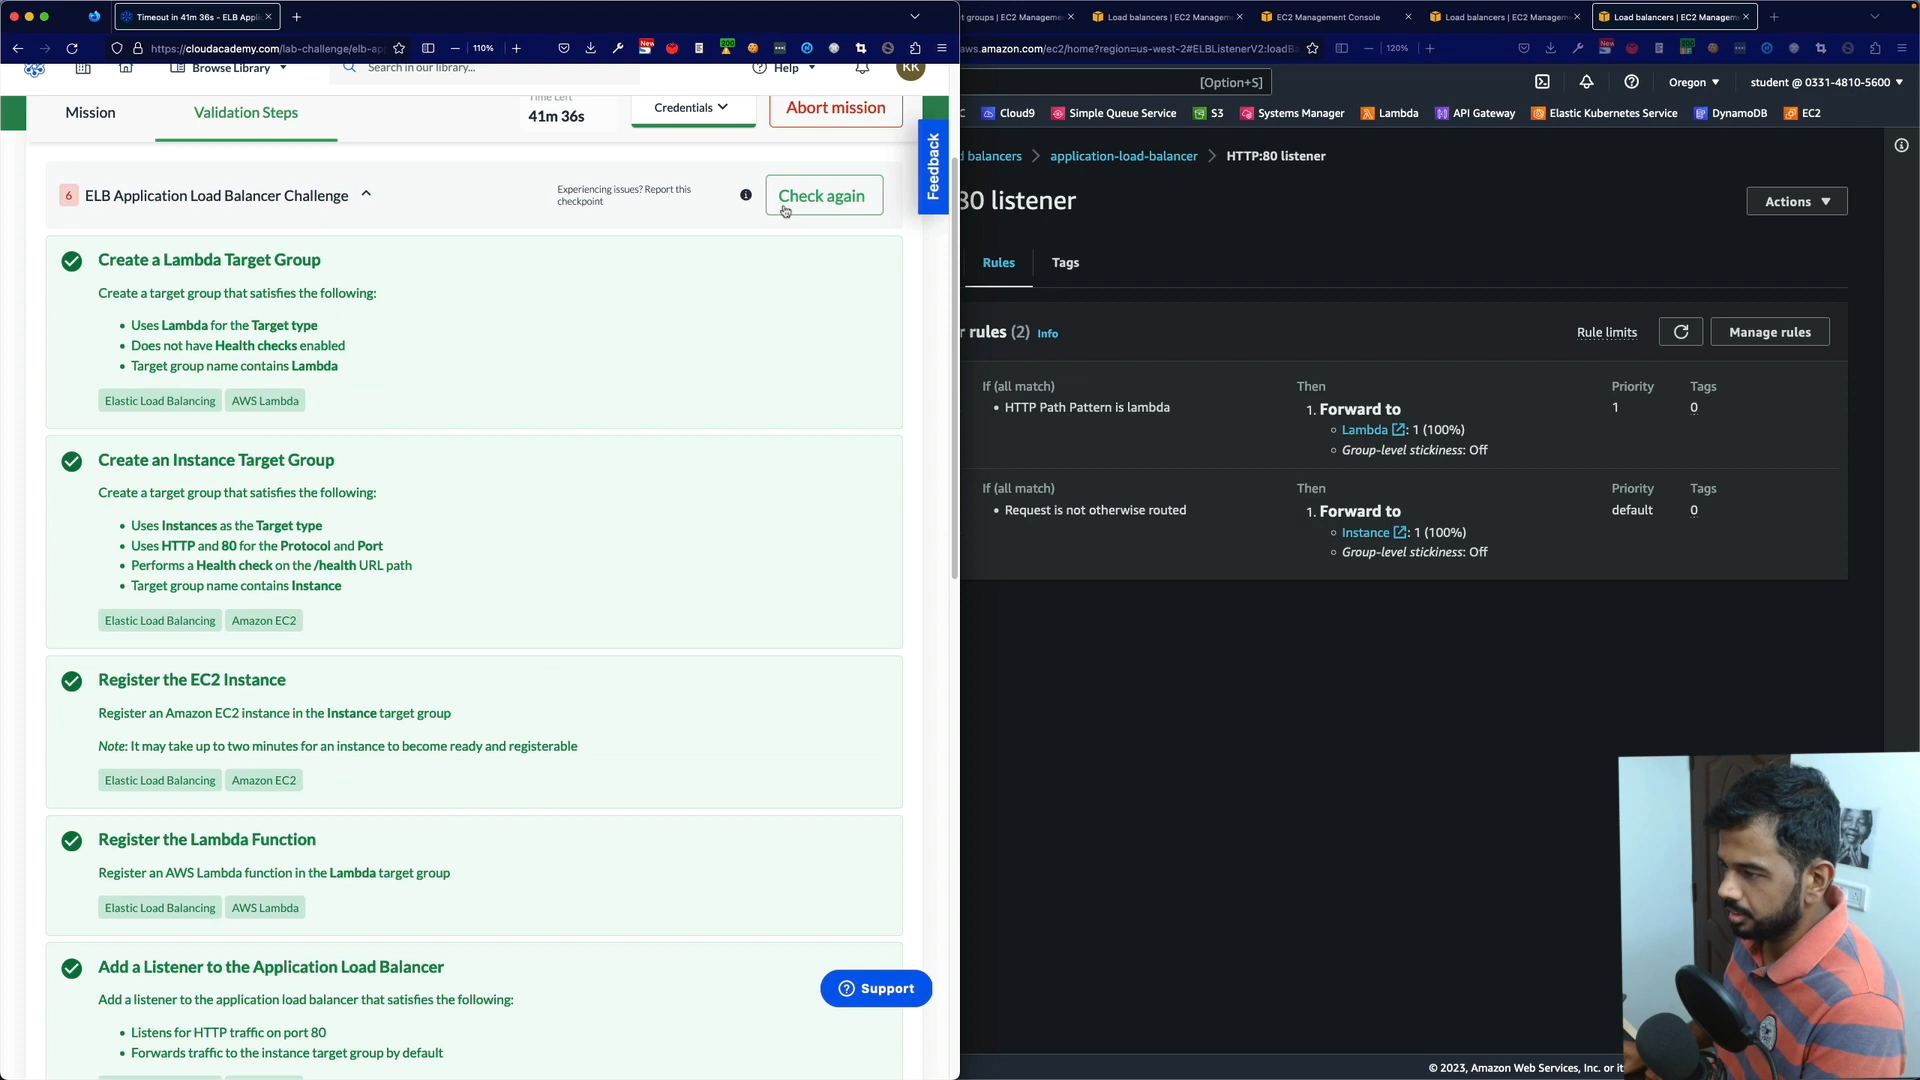 Timeout in 41m 36s - ELB Appli
https://cloudacademy.com/lab-challenge/elb-ap
110%
Browse Library
Search in our library...
Help
KK
Mission
Validation Steps
Time Left
41m 36s
Credentials
Abort mission
Feedback
6
ELB Application Load Balancer Challenge
Experiencing issues? Report this
checkpoint
Check again
Create a Lambda Target Group
Create a target group that satisfies the following:
• Uses Lambda for the Target type
• Does not have Health checks enabled
• Target group name contains Lambda
Elastic Load Balancing
AWS Lambda
Create an Instance Target Group
Create a target group that satisfies the following:
• Uses Instances as the Target type
• Uses HTTP and 80 for the Protocol and Port
• Performs a Health check on the /health URL path
• Target group name contains Instance
Elastic Load Balancing
Amazon EC2
Register the EC2 Instance
Register an Amazon EC2 instance in the Instance target group
Note: It may take up to two minutes for an instance to become ready and registerable
Elastic Load Balancing
Amazon EC2
Register the Lambda Function
Register an AWS Lambda function in the Lambda target group
Elastic Load Balancing
AWS Lambda
Add a Listener to the Application Load Balancer
Add a listener to the application load balancer that satisfies the following:
• Listens for HTTP traffic on port 80
• Forwards traffic to the instance target group by default
Support
t groups | EC2 Manageme
Load balancers | EC2 Managem
EC2 Management Console
Load balancers | EC2 Managem
Load balancers | EC2 Managem
aws.amazon.com/ec2/home?region=us-west-2#ELBListenerV2:loadBa
120%
[Option+S]
Oregon
student @ 0331-4810-5600
Cloud9
Simple Queue Service
S3
Systems Manager
Lambda
API Gateway
Elastic Kubernetes Service
DynamoDB
EC2
d balancers
application-load-balancer
HTTP:80 listener
80 listener
Actions
Rules
Tags
r rules (2) Info
Rule limits
Manage rules
If (all match)
Then
Priority
Tags
• HTTP Path Pattern is lambda
1. Forward to
1
0
Lambda : 1 (100%)
Group-level stickiness: Off
If (all match)
Then
Priority
Tags
• Request is not otherwise routed
1. Forward to
default
0
Instance : 1 (100%)
Group-level stickiness: Off
© 2023, Amazon Web Services, Inc. or it